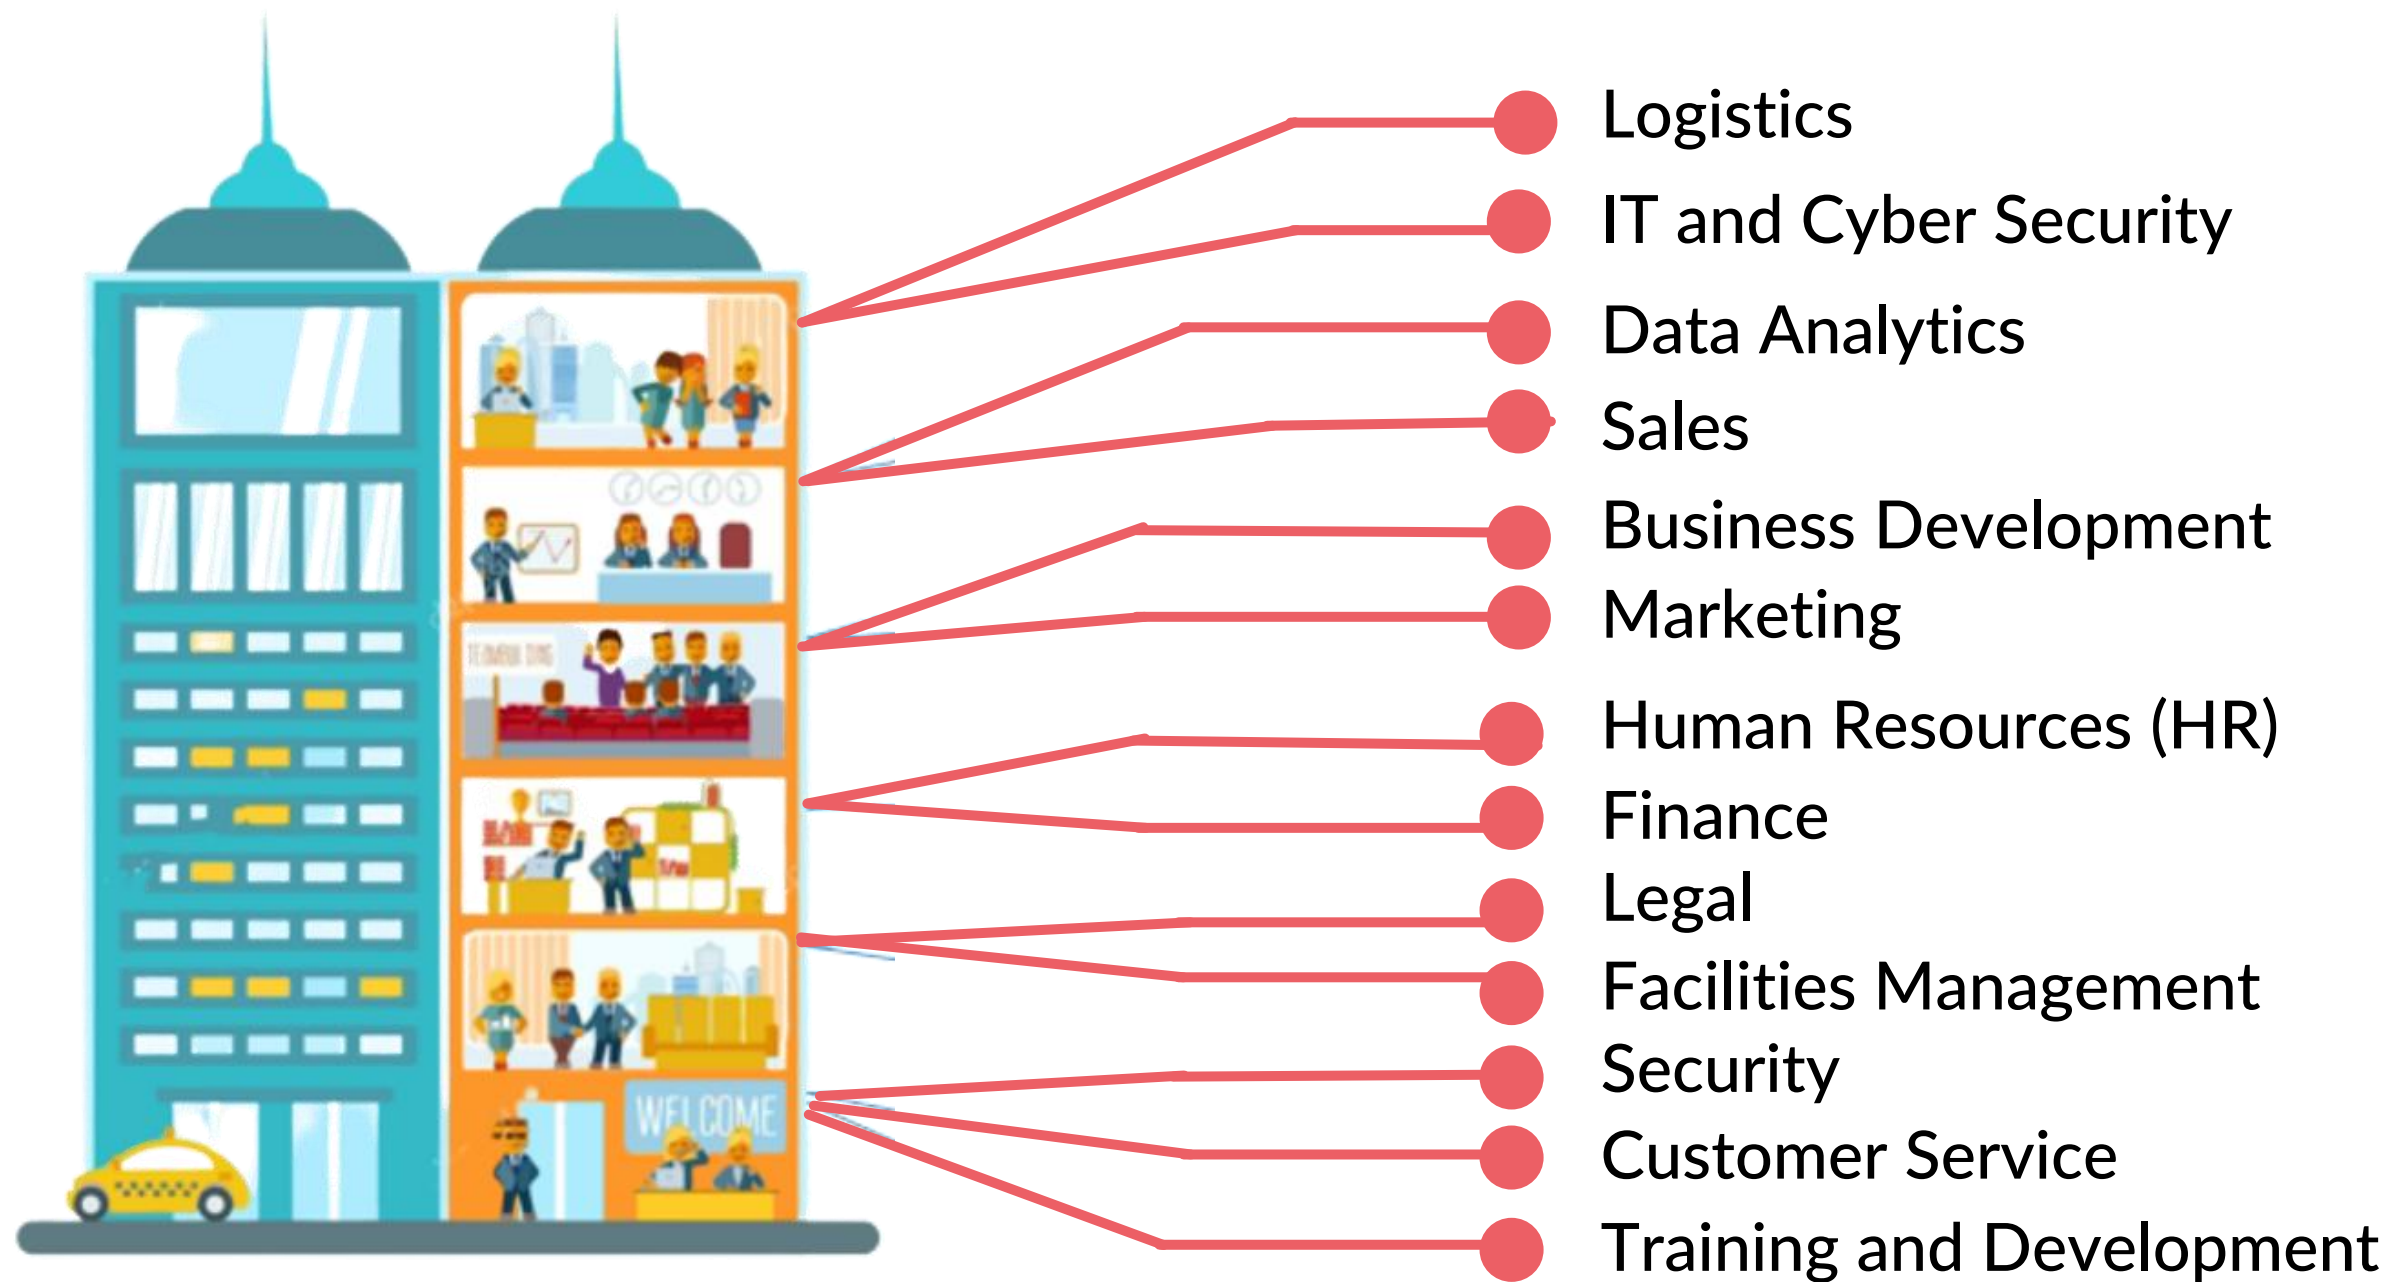 Logistics
IT and Cyber Security
Data Analytics
Sales
Business Development
Marketing
Human Resources (HR)
Finance
Legal
Facilities Management
Security
Customer Service
Training and Development
WELCOME